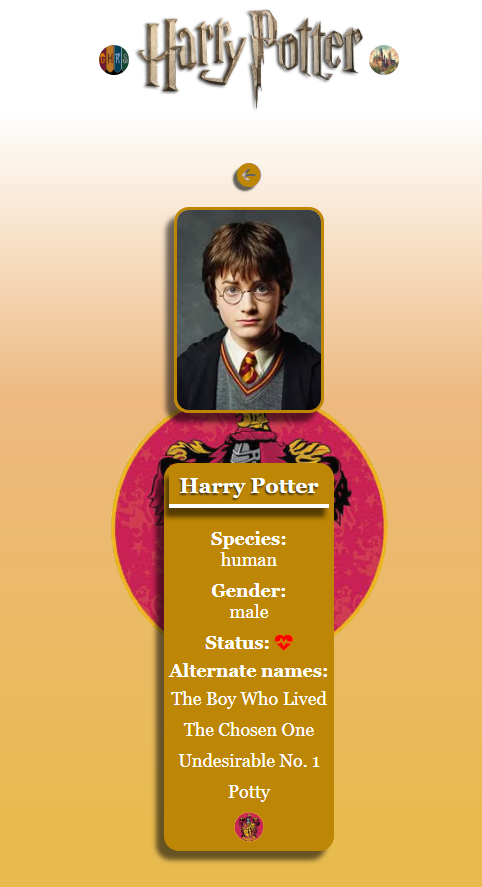 GHRS
Harry Potter
Harry Potter
Species:
human
Gender:
male
Status:
Alternate names:
The Boy Who Lived
The Chosen One
Undesirable No. 1
Potty